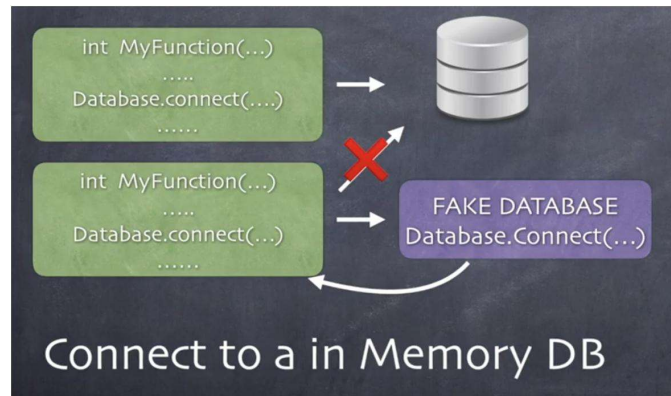 int MyFunction(...)
.....
Database.connect(....)
......
int MyFunction(...)
.....
Database.connect(...)
......
FAKE DATABASE
Database.Connect(...)
Connect to a in Memory DB